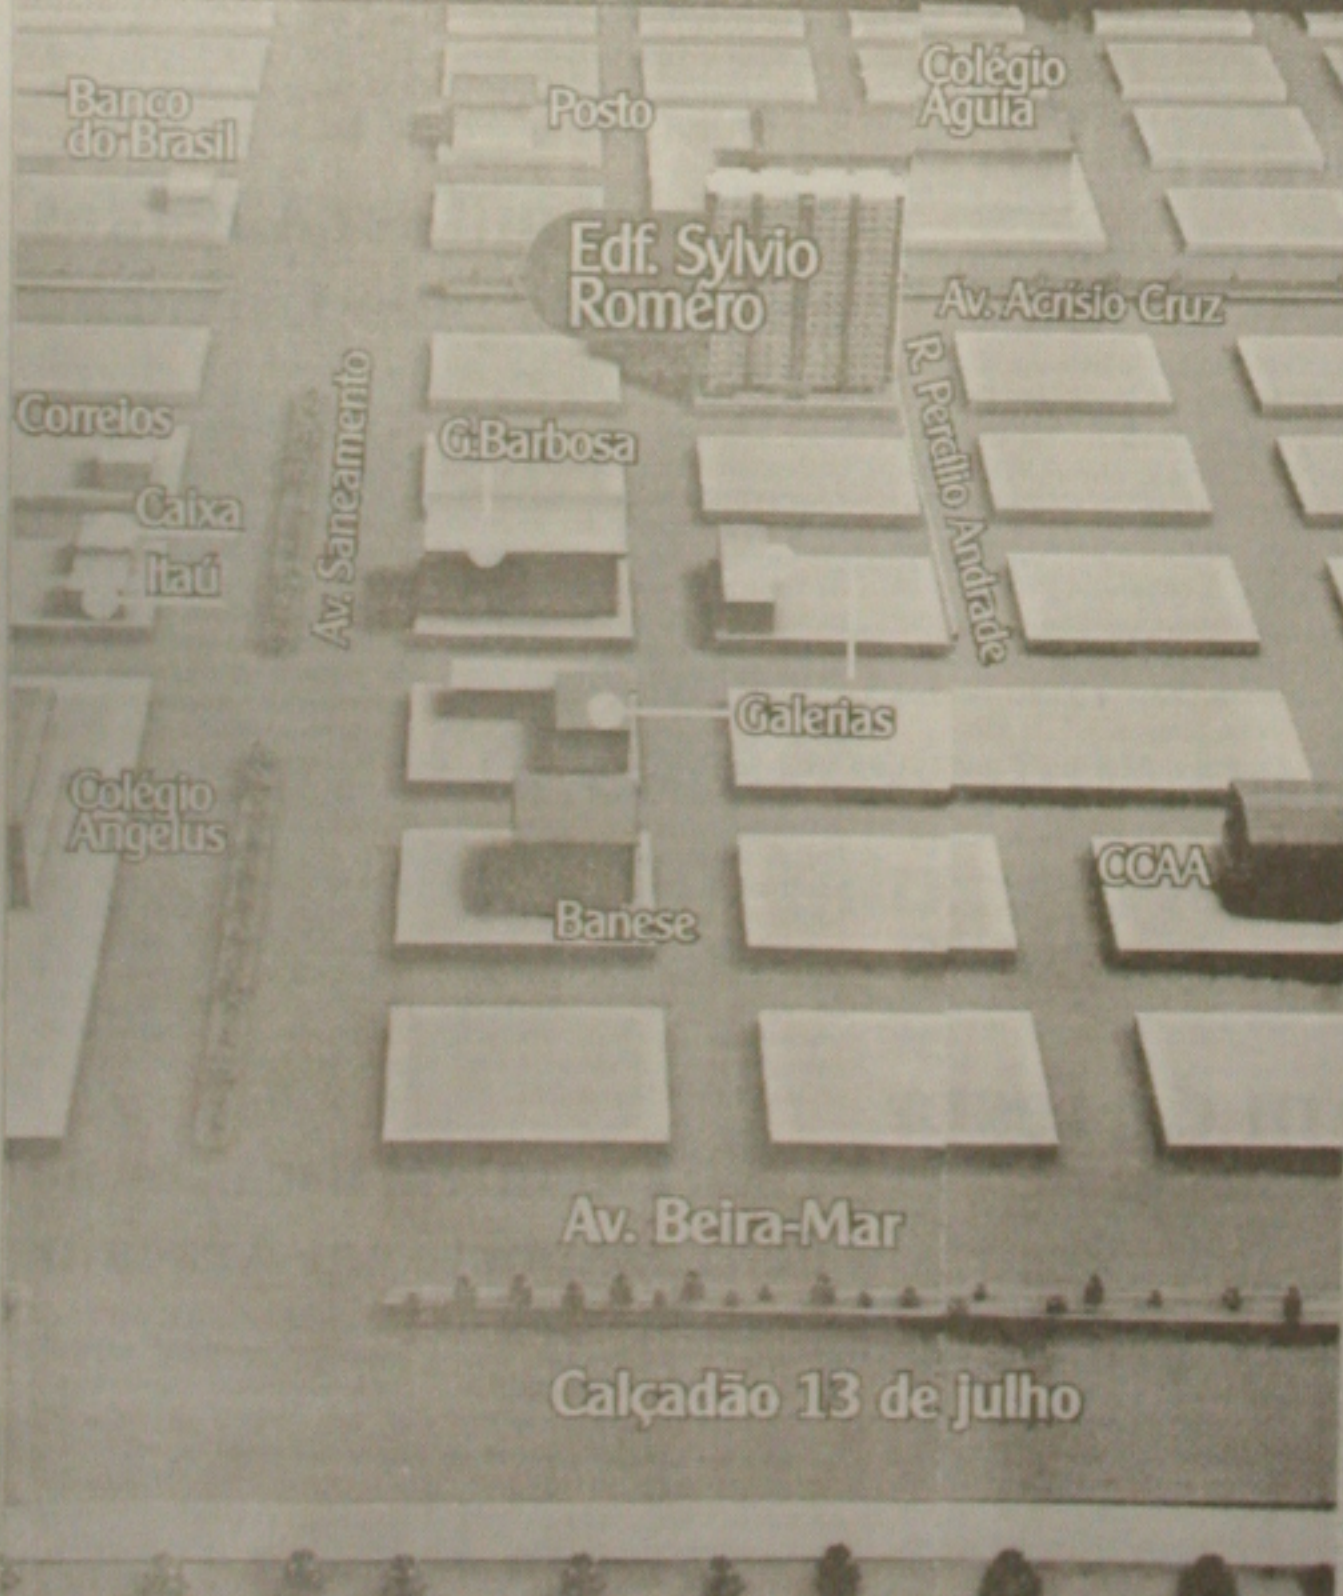 Colégio
Aguia
Banco
do Brasil
Posto
Edf. Sylvio
Romero
Av. Acrísio Cruz
R. Percílio Andrade
Av. Saneamento
Correios
G.Barbosa
Caixa
Itaú
Galerias
Colégio
Angelus
CCAA
Banese
Av. Beira-Mar
Calçadão 13 de julho